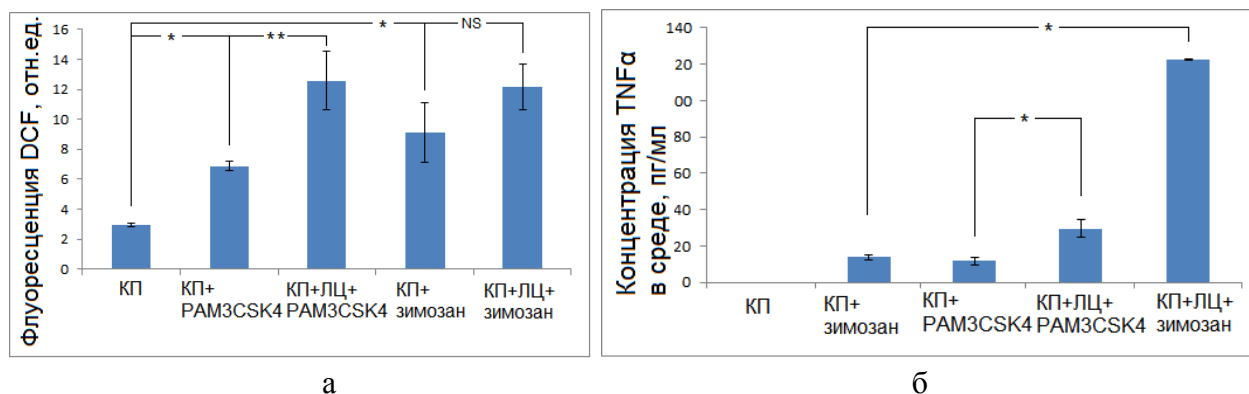 Флуоресценция DCF, отн.ед.
16
14
12
10
8
6
4
2
0
*
**
*
NS
КП
КП+
PAM3CSK4
КП+ЛЦ+
PAM3CSK4
КП+
зимозан
КП+ЛЦ+
зимозан
а
Концентрация TNFα
в среде, пг/мл
140
20
00
80
60
40
20
0
*
*
КП
КП+
зимозан
КП+
PAM3CSK4
КП+ЛЦ+
PAM3CSK4
КП+ЛЦ+
зимозан
б